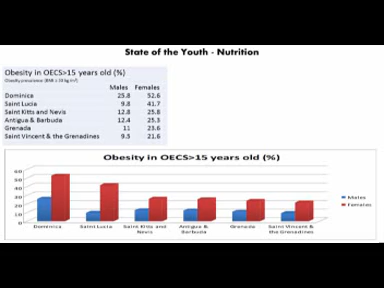 State of the Youth - Nutrition
Obesity in OECS>15 years old (%)
Males Females
Dominica 25.8 52.6
Saint Lucia 9.8 41.7
Saint Kitts and Nevis 12.8 25.8
Antigua & Barbuda 12.4 25.3
Grenada 11 23.6
Saint Vincent & the Grenadines 9.5 21.6
Obesity in OECS>15 years old (%)
60
50
40
30
20
10
0
Dominica Saint Lucia Saint Kitts and Nevis Antigua & Barbuda Grenada Saint Vincent & the Grenadines
Males
Females